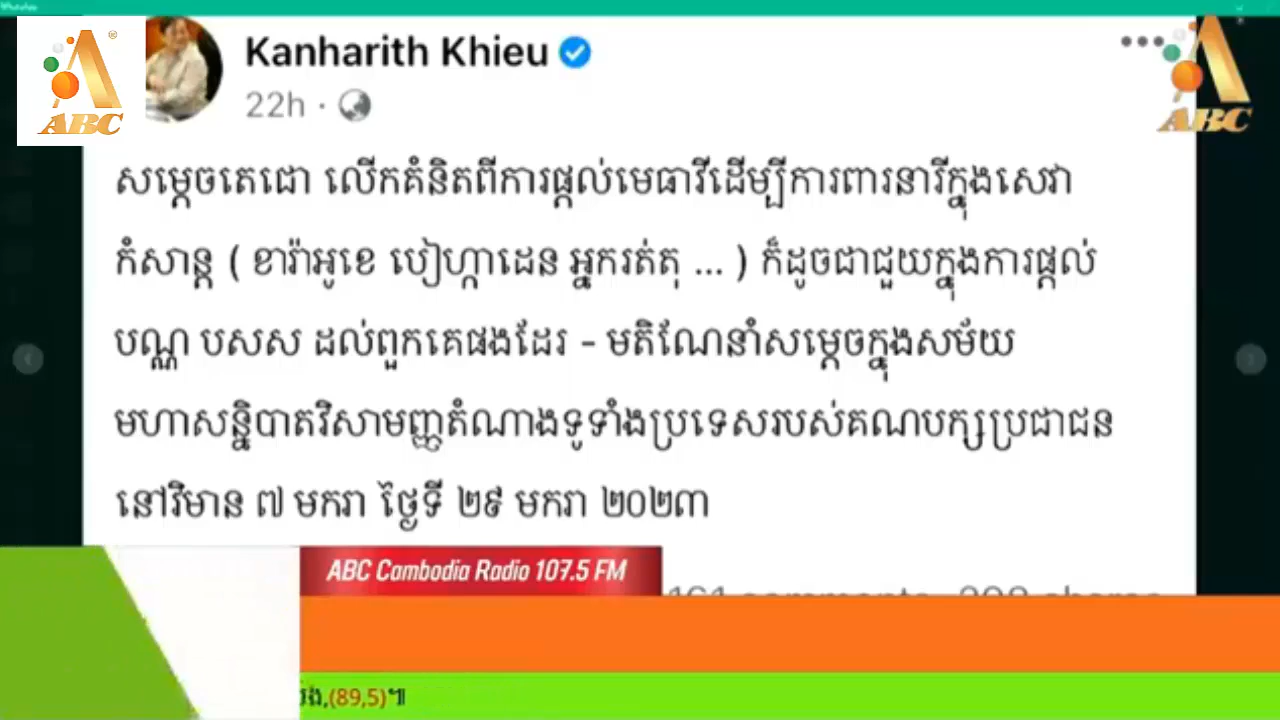 WhatsApp
ABC
Kanharith Khieu
22h ·
ABC
សម្តេចតេជោ លើកគំនិតពីការផ្តល់មេធាវីដើម្បីការពារនារីក្នុងសេវា
កំសាន្ត ( ខារ៉ាអូខេ បៀហ្គាដេន អ្នករត់តុ ... ) ក៏ដូចជាជួយក្នុងការផ្តល់
បណ្ណ បសស ដល់ពួកគេផងដែរ - មតិណែនាំសម្តេចក្នុងសម័យ
មហាសន្និបាតវិសាមញ្ញតំណាងទូទាំងប្រទេសរបស់គណបក្សប្រជាជន
នៅវិមាន ៧ មករា ថ្ងៃទី ២៩ មករា ២០២៣
ABC Cambodia Radio 107.5 FM
(89,5)៕